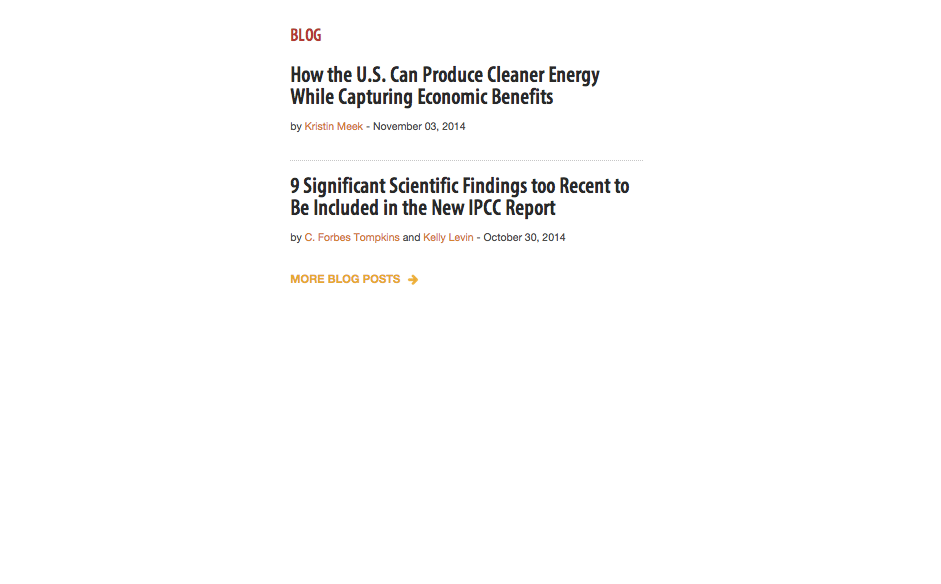 BLOG
How the U.S. Can Produce Cleaner Energy
While Capturing Economic Benefits
by Kristin Meek - November 03, 2014
9 Significant Scientific Findings too Recent to
Be Included in the New IPCC Report
by C. Forbes Tompkins and Kelly Levin - October 30, 2014
MORE BLOG POSTS →